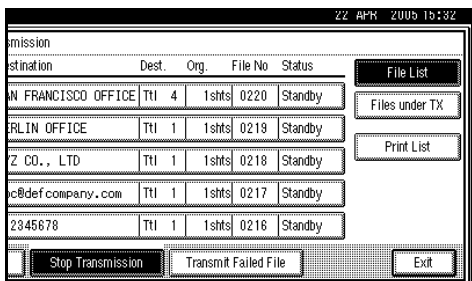 22 APR 2005 15:32
smission
estination Dest. Org. File No Status
File List
AN FRANCISCO OFFICE Ttl 4 1shts 0220 Standby
Files under TX
ERLIN OFFICE Ttl 1 1shts 0219 Standby
Print List
YZ CO., LTD Ttl 1 1shts 0218 Standby
bc@defcompany.com Ttl 1 1shts 0217 Standby
12345678 Ttl 1 1shts 0216 Standby
Stop Transmission Transmit Failed File Exit